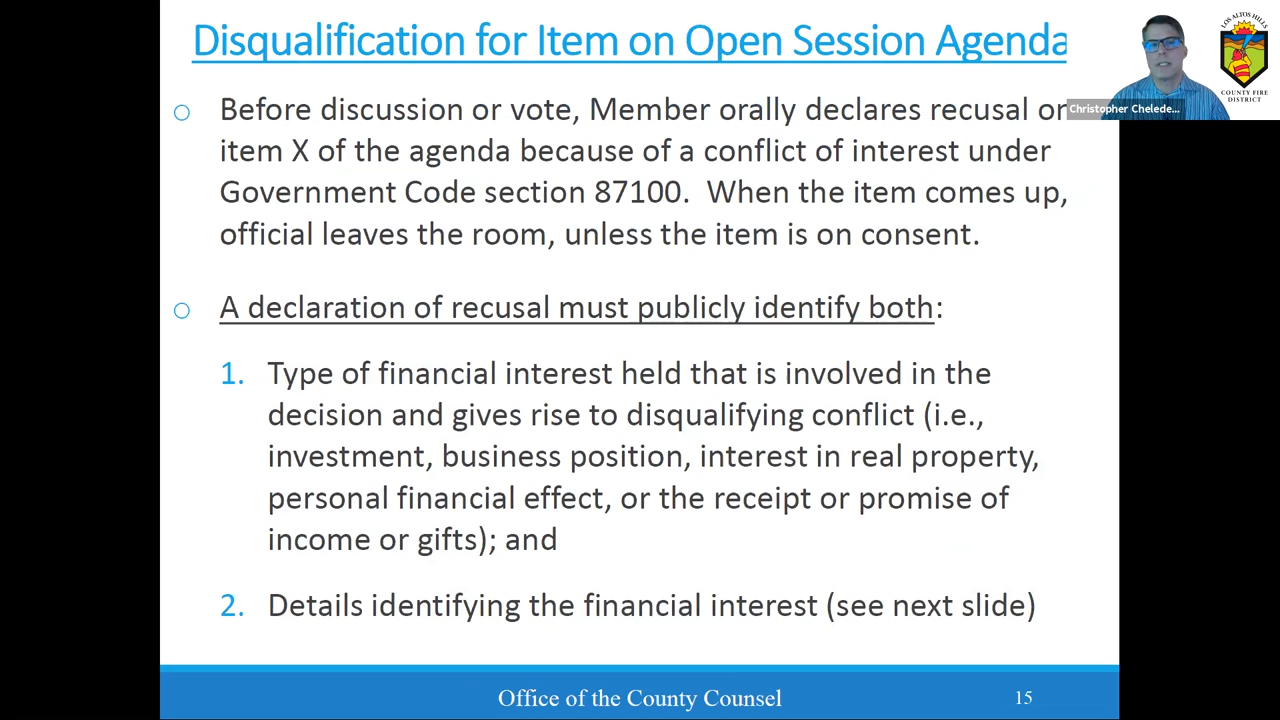 Disqualification for Item on Open Session Agenda
Before discussion or vote, Member orally declares recusal on
item X of the agenda because of a conflict of interest under
Government Code section 87100. When the item comes up,
official leaves the room, unless the item is on consent.
A declaration of recusal must publicly identify both:
1. Type of financial interest held that is involved in the
decision and gives rise to disqualifying conflict (i.e.,
investment, business position, interest in real property,
personal financial effect, or the receipt or promise of
income or gifts); and
2. Details identifying the financial interest (see next slide)
Office of the County Counsel
15
Christopher Chelede...
LOS ALTOS HILLS
COUNTY FIRE
DISTRICT